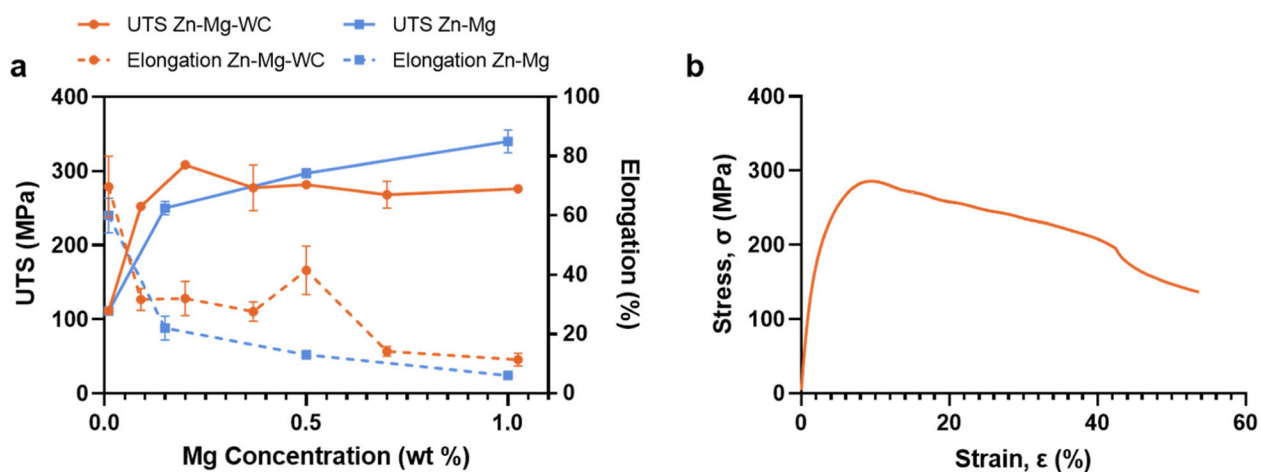 UTS Zn-Mg-WC
UTS Zn-Mg
Elongation Zn-Mg-WC
Elongation Zn-Mg
a
400
300
200
100
0
UTS (MPa)
100
80
60
40
20
0
Elongation (%)
0.0
0.5
1.0
Mg Concentration (wt %)
b
400
300
200
100
0
Stress, σ (MPa)
0
20
40
60
Strain, ε (%)